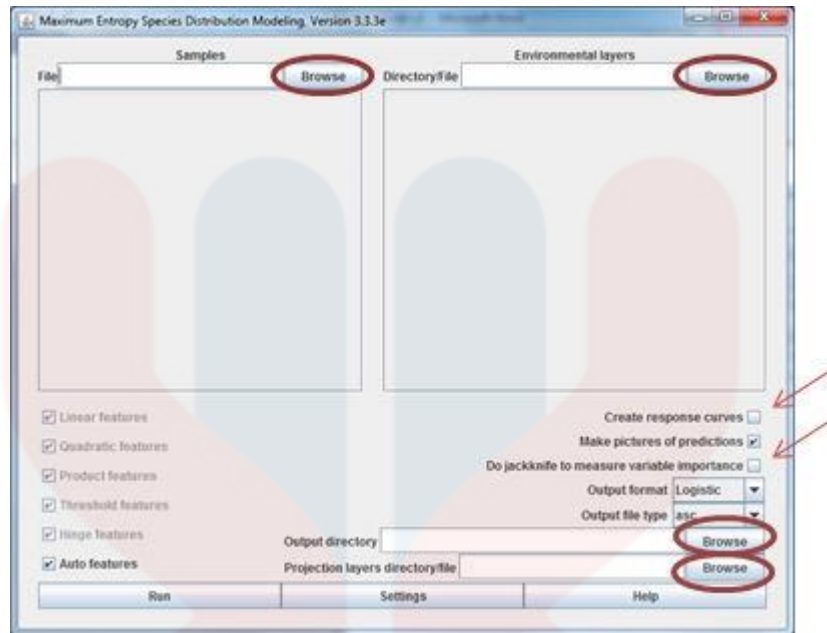 Maximum Entropy Species Distribution Modeling, Version 3.3.3e
Samples
File
Browse
Environmental layers
Directory/File
Browse
Linear features
Quadratic features
Product features
Threshold features
Hinge features
Auto features
Create response curves
Make pictures of predictions
Do jackknife to measure variable importance
Output format Logistic
Output file type asc
Output directory
Browse
Projection layers directory/file
Browse
Run
Settings
Help